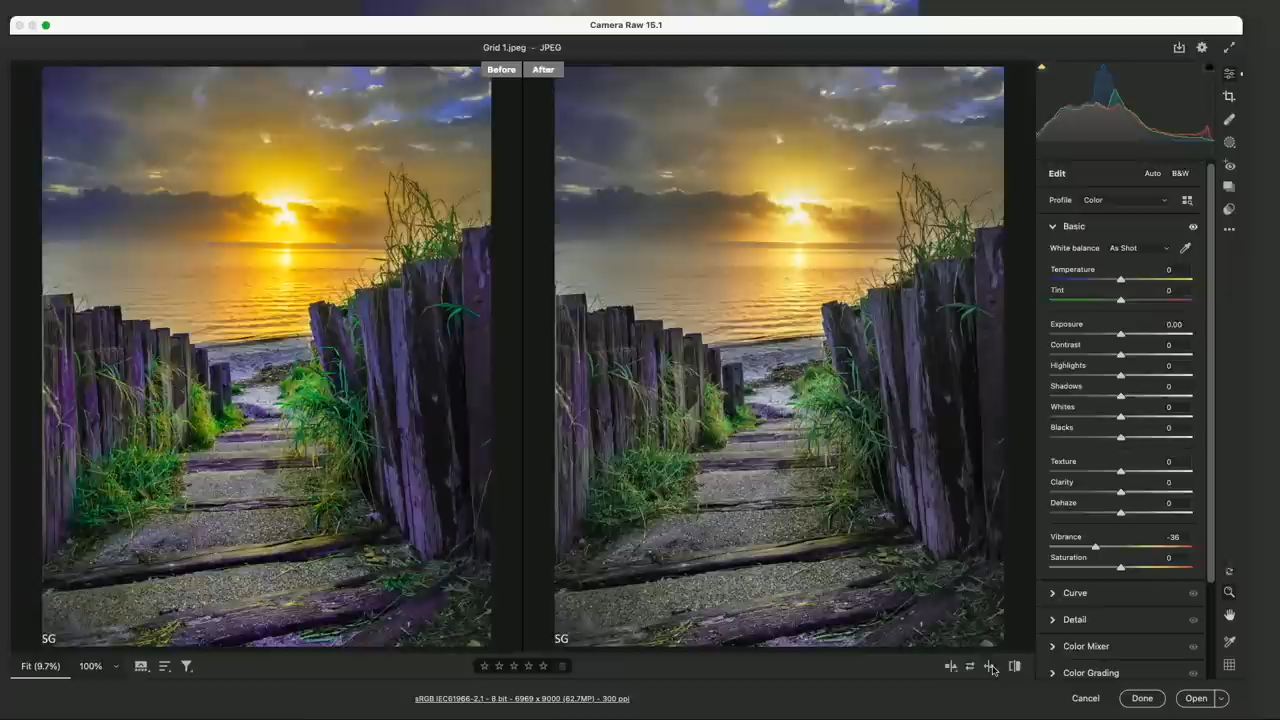 Camera Raw 15.1
Grid 1.jpeg - JPEG
Before
After
Edit
Auto
B&W
Profile
Color
Basic
White balance
As Shot
Temperature
0
Tint
0
Exposure
0.00
Contrast
0
Highlights
0
Shadows
0
Whites
0
Blacks
0
Texture
0
Clarity
0
Dehaze
0
Vibrance
-36
Saturation
0
Curve
Detail
Color Mixer
Color Grading
SG
SG
Fit (9.7%)
100%
sRGB IEC61966-2.1 - 8 bit - 6969 x 9000 (62.7MP) - 300 ppi
Cancel
Done
Open